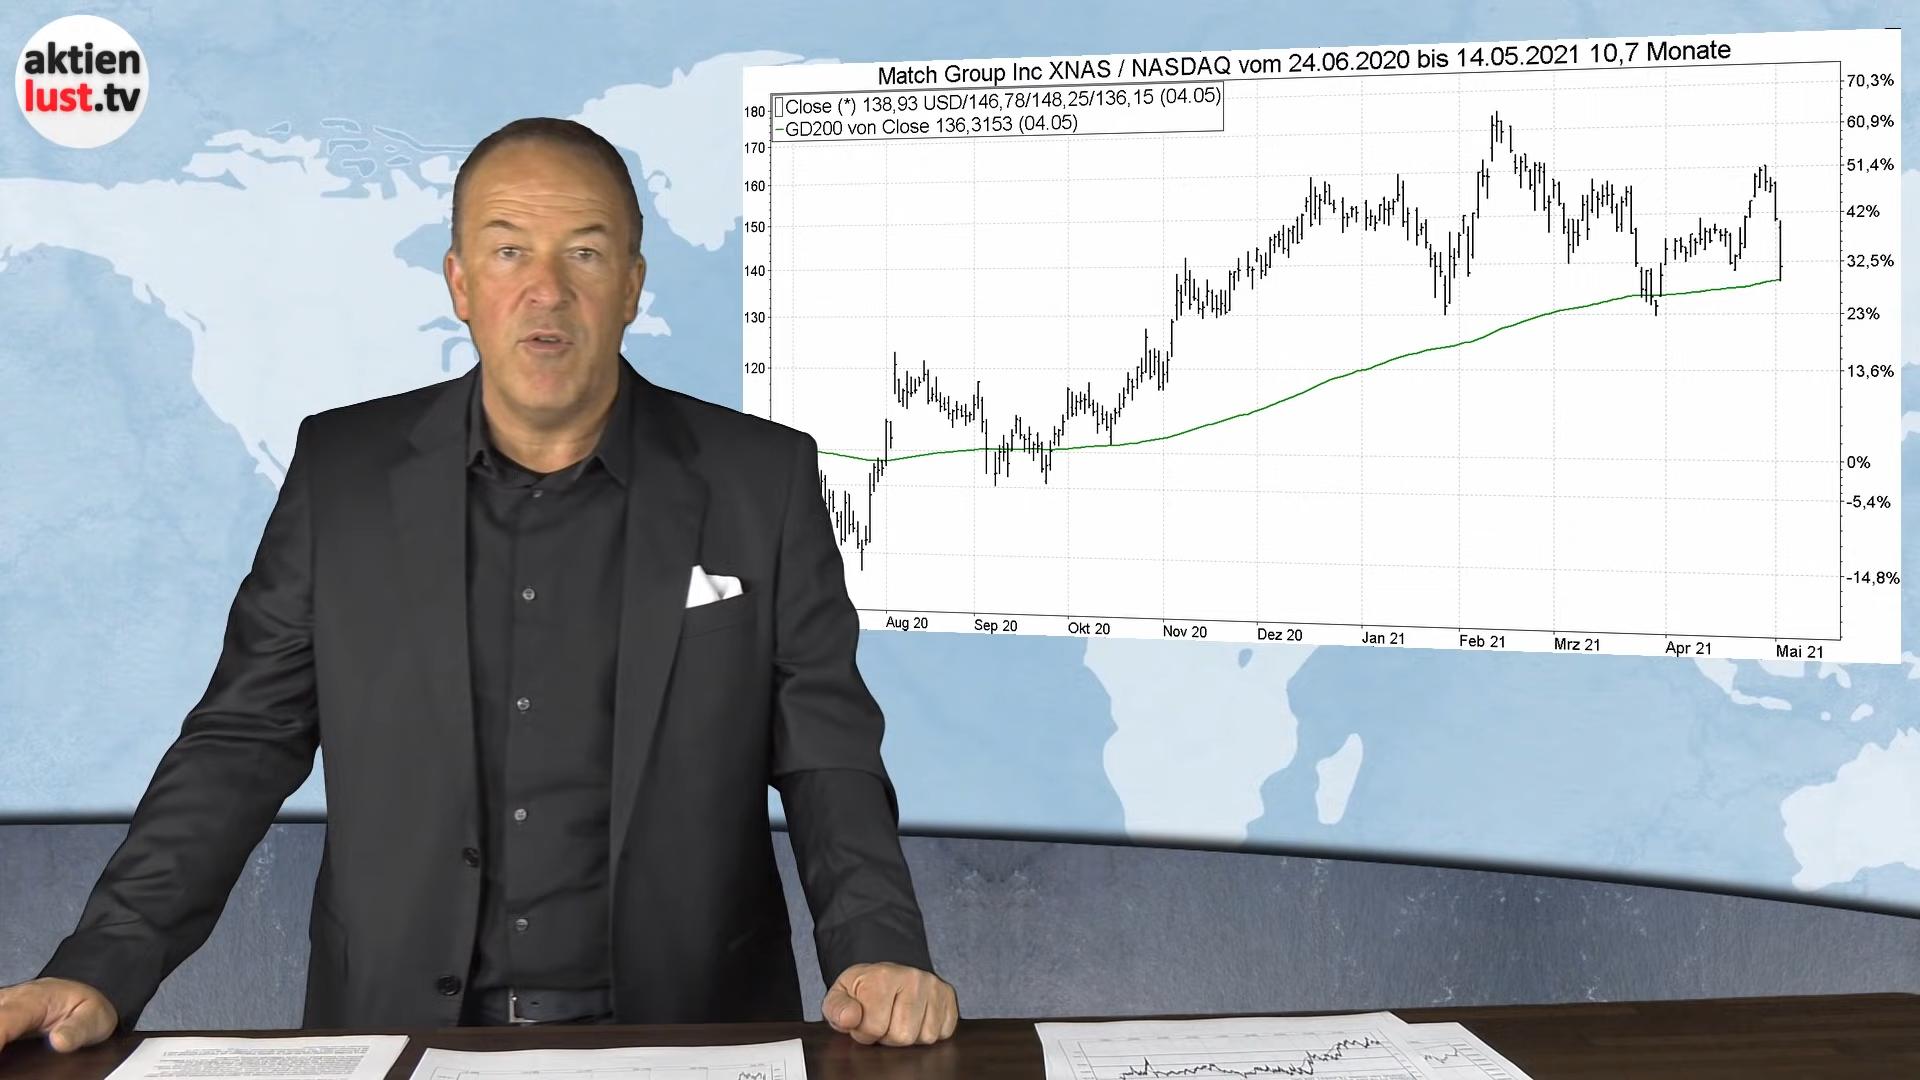 aktien
lust.tv
Match Group Inc XNAS / NASDAQ vom 24.06.2020 bis 14.05.2021 10,7 Monate
Close (*) 138,93 USD/146,78/148,25/136,15 (04.05)
GD200 von Close 136,3153 (04.05)
180
170
160
150
140
130
120
70,3%
60,9%
51,4%
42%
32,5%
23%
13,6%
0%
-5,4%
-14,8%
Aug 20
Sep 20
Okt 20
Nov 20
Dez 20
Jan 21
Feb 21
Mrz 21
Apr 21
Mai 21